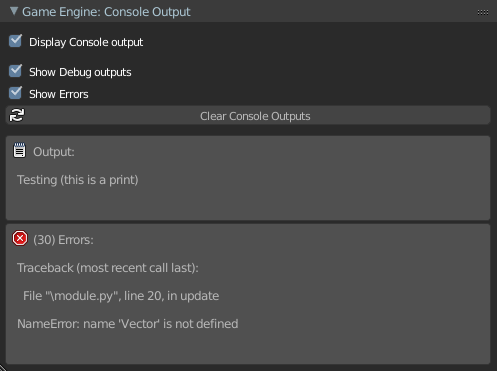 Game Engine: Console Output
Display Console output
Show Debug outputs
Show Errors
Clear Console Outputs
Output:
Testing (this is a print)
(30) Errors:
Traceback (most recent call last):
File "\module.py", line 20, in update
NameError: name 'Vector' is not defined